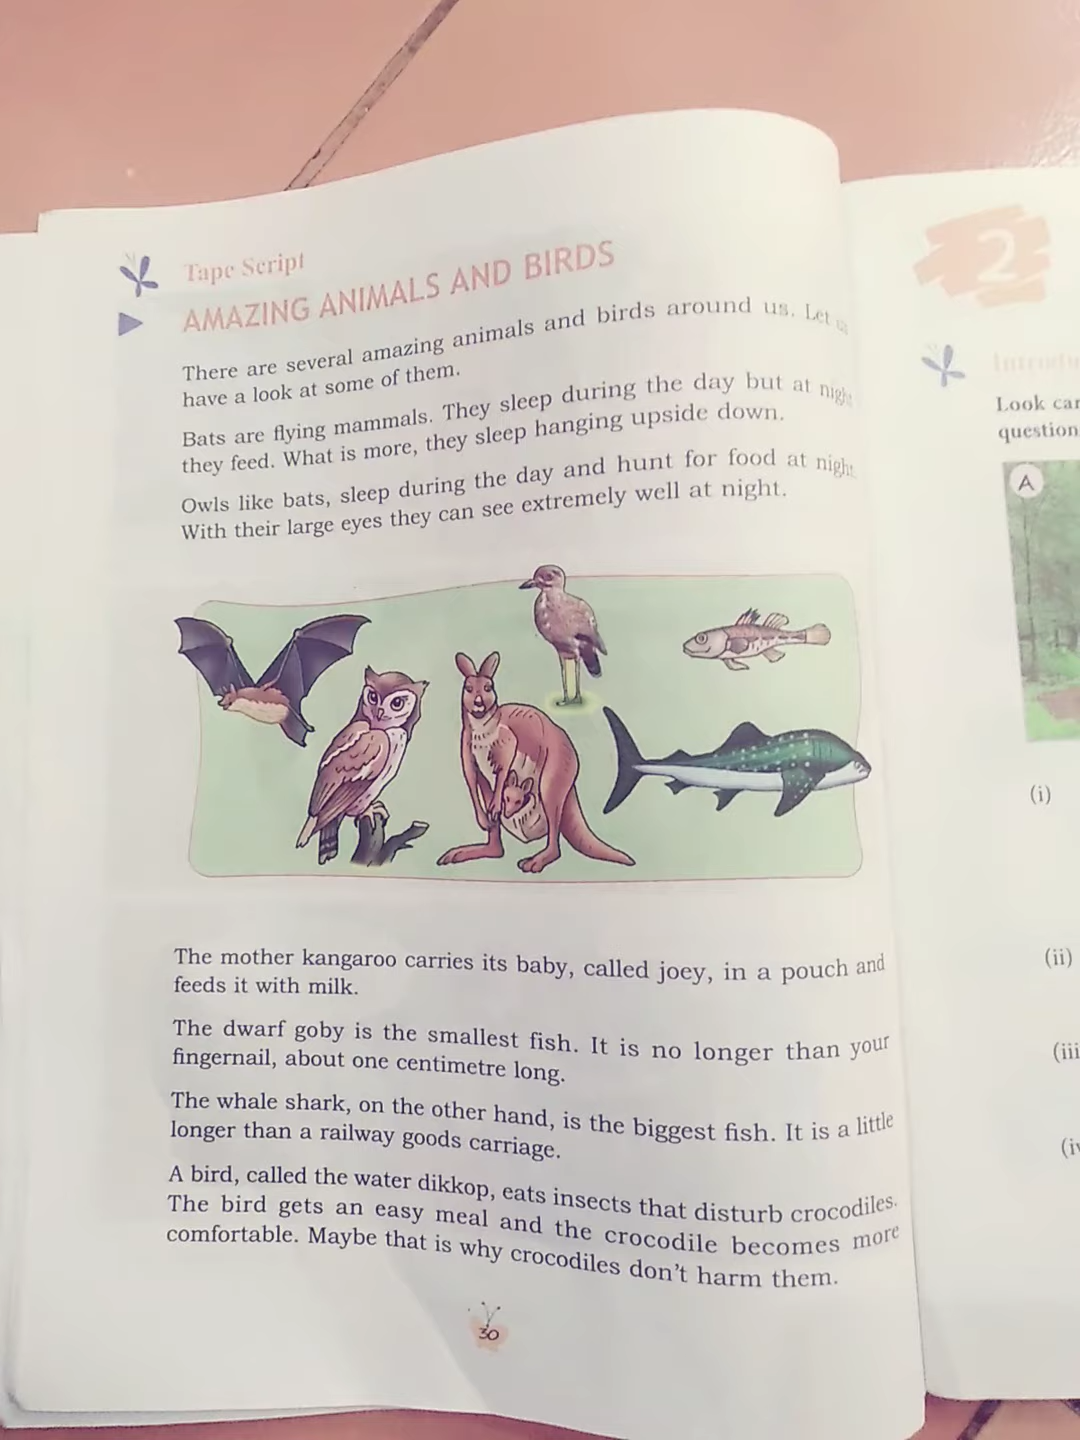 Tape Script
AMAZING ANIMALS AND BIRDS
There are several amazing animals and birds around us. Let us
have a look at some of them.
Bats are flying mammals. They sleep during the day but at night
they feed. What is more, they sleep hanging upside down.
Owls like bats, sleep during the day and hunt for food at night.
With their large eyes they can see extremely well at night.
The mother kangaroo carries its baby, called joey, in a pouch and
feeds it with milk.
The dwarf goby is the smallest fish. It is no longer than your
fingernail, about one centimetre long.
The whale shark, on the other hand, is the biggest fish. It is a little
longer than a railway goods carriage.
A bird, called the water dikkop, eats insects that disturb crocodiles.
The bird gets an easy meal and the crocodile becomes more
comfortable. Maybe that is why crocodiles don't harm them.
30
2
Look
question
A
(i)
(ii)